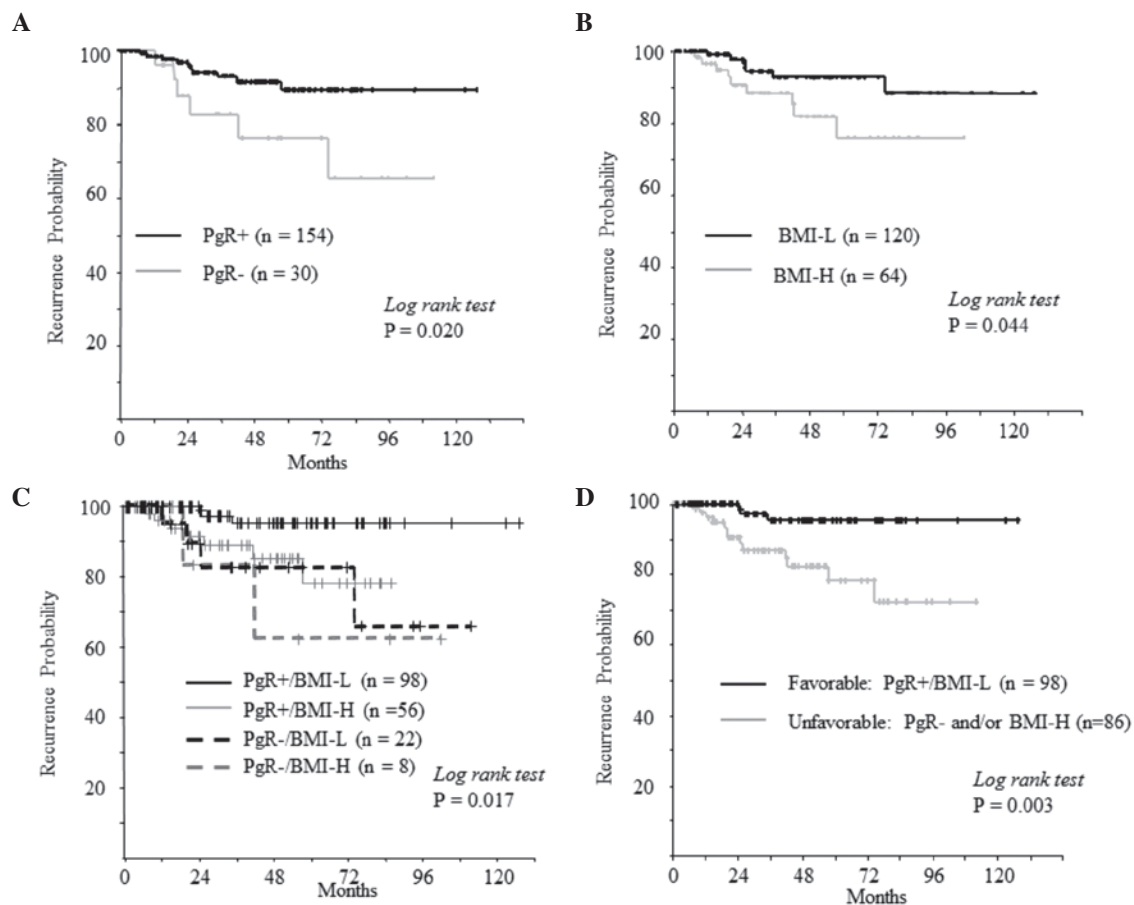 A
Recurrence Probability
100
80
60
40
20
PgR+ (n = 154)
PgR- (n = 30)
Log rank test
P = 0.020
0 24 48 72 96 120
Months
B
Recurrence Probability
100
80
60
40
20
BMI-L (n = 120)
BMI-H (n = 64)
Log rank test
P = 0.044
0 24 48 72 96 120
Months
C
Recurrence Probability
100
80
60
40
20
PgR+/BMI-L (n = 98)
PgR+/BMI-H (n =56)
PgR-/BMI-L (n = 22)
PgR-/BMI-H (n = 8)
Log rank test
P = 0.017
0 24 48 72 96 120
Months
D
Recurrence Probability
100
80
60
40
20
Favorable: PgR+/BMI-L (n = 98)
Unfavorable: PgR- and/or BMI-H (n=86)
Log rank test
P = 0.003
0 24 48 72 96 120
Months